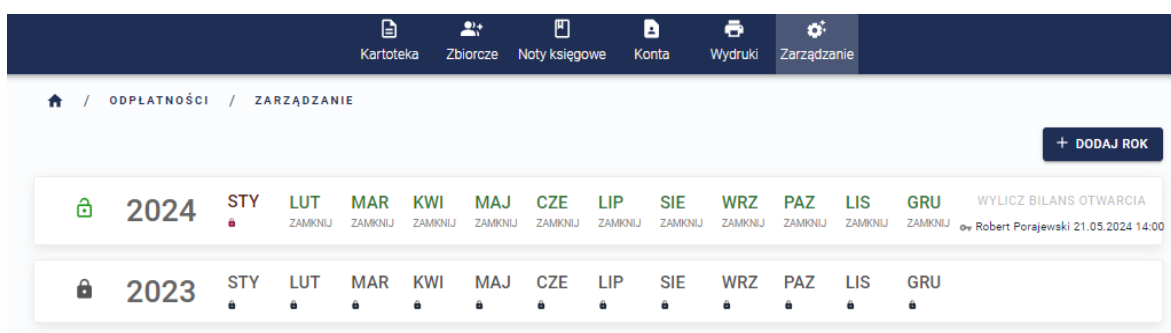 Kartoteka Zbiorcze Noty księgowe Konta Wydruki Zarządzanie
/ ODPŁATNOŚCI / ZARZĄDZANIE
+ DODAJ ROK
2024 STY LUT MAR KWI MAJ CZE LIP SIE WRZ PAZ LIS GRU WYLICZ BILANS OTWARCIA
ZAMKNIJ ZAMKNIJ ZAMKNIJ ZAMKNIJ ZAMKNIJ ZAMKNIJ ZAMKNIJ ZAMKNIJ ZAMKNIJ ZAMKNIJ ZAMKNIJ Robert Porajewski 21.05.2024 14:00
2023 STY LUT MAR KWI MAJ CZE LIP SIE WRZ PAZ LIS GRU